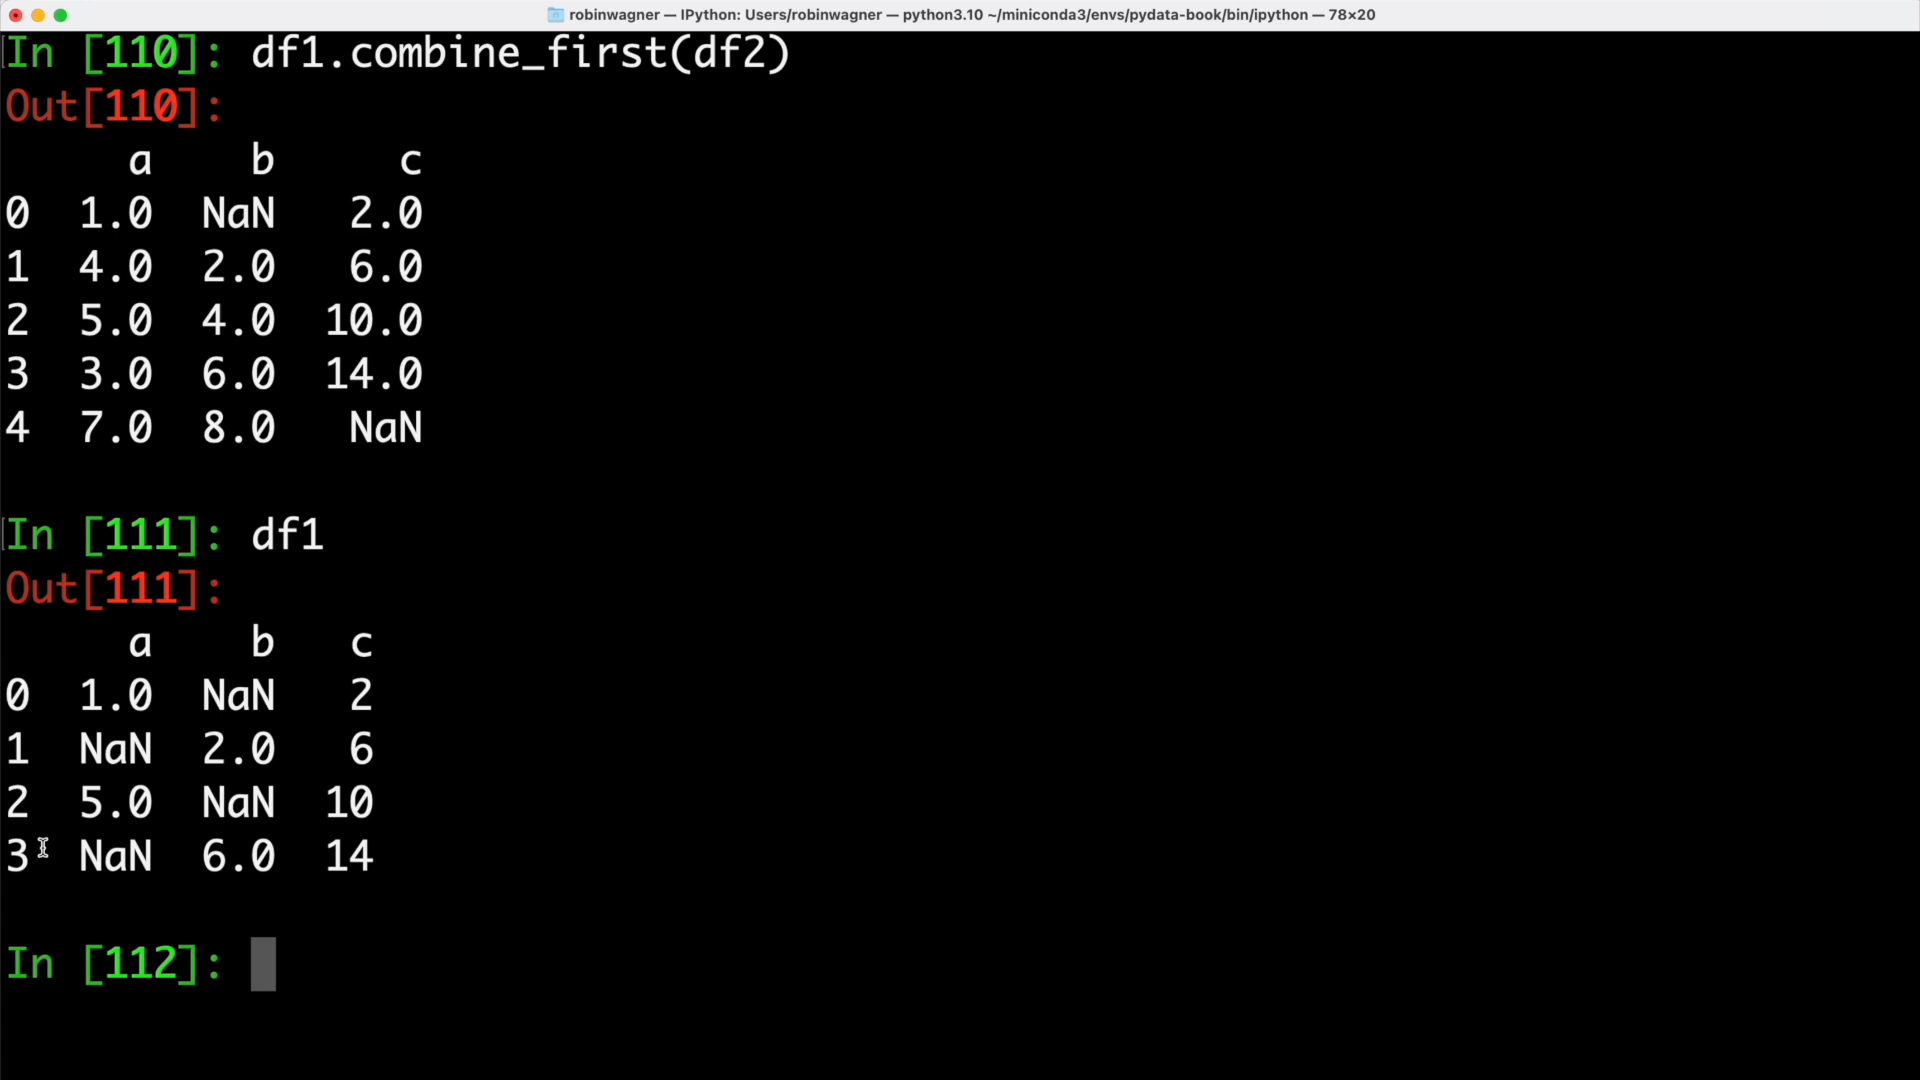 robinwagner — IPython: Users/robinwagner — python3.10 ~/miniconda3/envs/pydata-book/bin/ipython — 78×20
In [110]: df1.combine_first(df2)
Out[110]:
a b c
0 1.0 NaN 2.0
1 4.0 2.0 6.0
2 5.0 4.0 10.0
3 3.0 6.0 14.0
4 7.0 8.0 NaN
In [111]: df1
Out[111]:
a b c
0 1.0 NaN 2
1 NaN 2.0 6
2 5.0 NaN 10
3 NaN 6.0 14
In [112]: